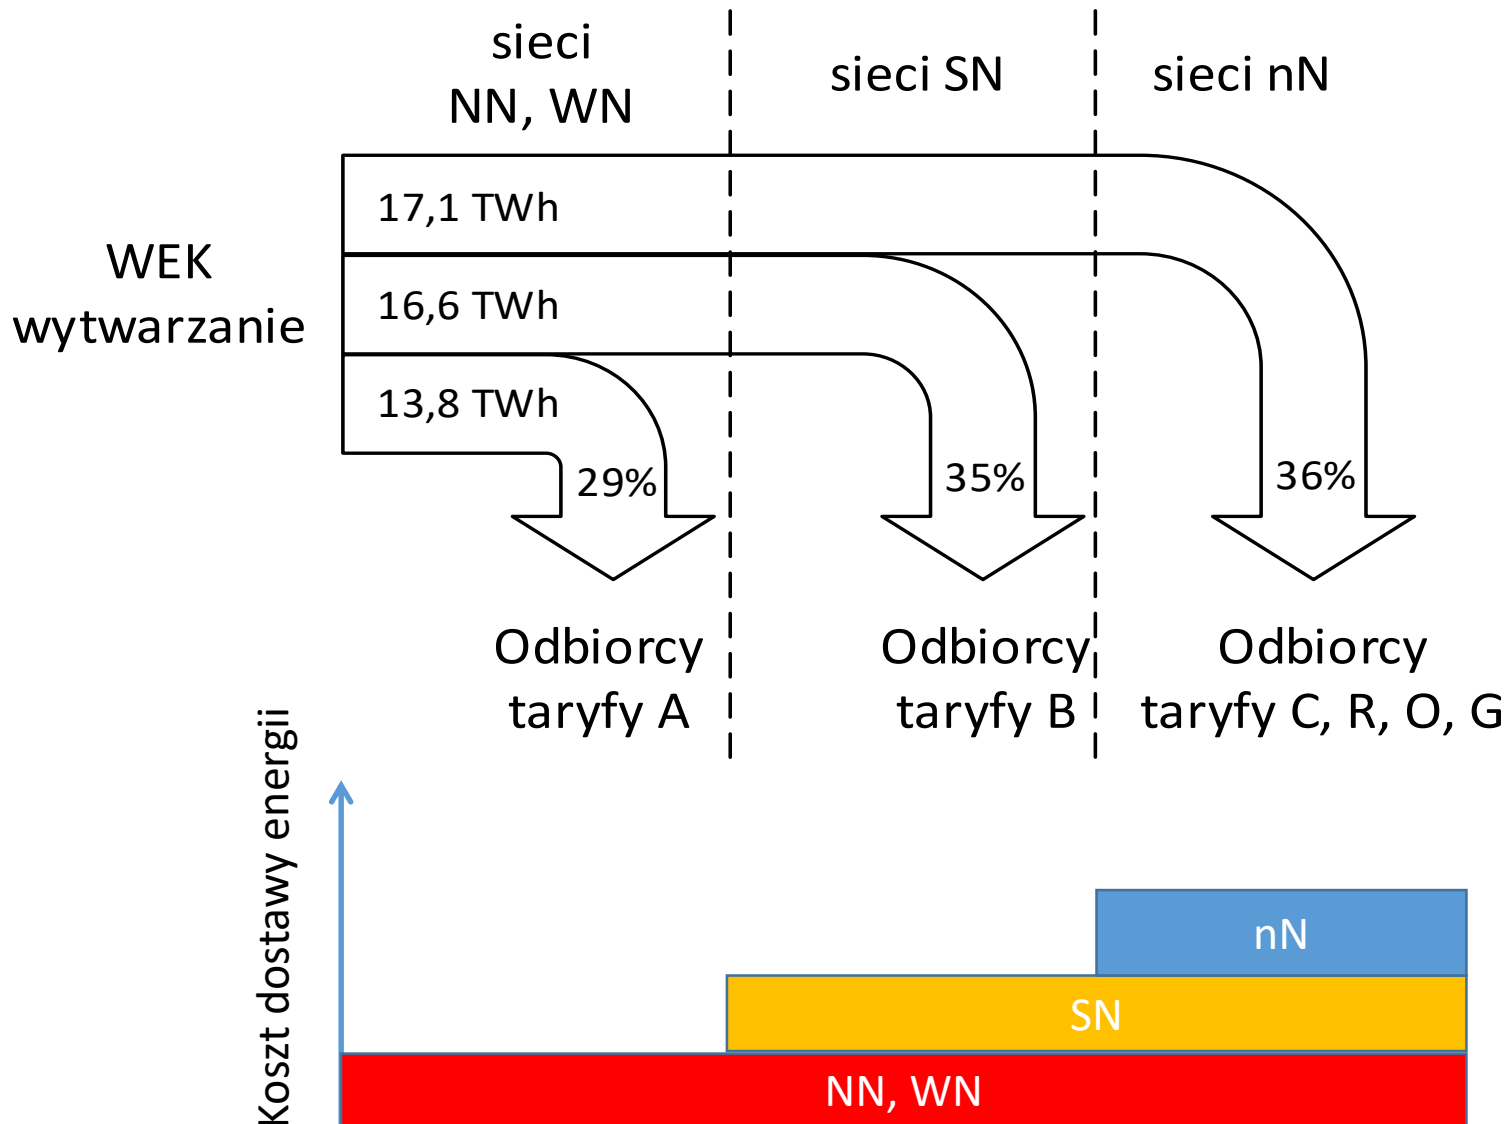 sieci
NN, WN
sieci SN
sieci nN
WEK
wytwarzanie
17,1 TWh
16,6 TWh
13,8 TWh
29%
35%
36%
Odbiorcy
taryfy A
Odbiorcy
taryfy B
Odbiorcy
taryfy C, R, O, G
Koszt dostawy energii
nN
SN
NN, WN